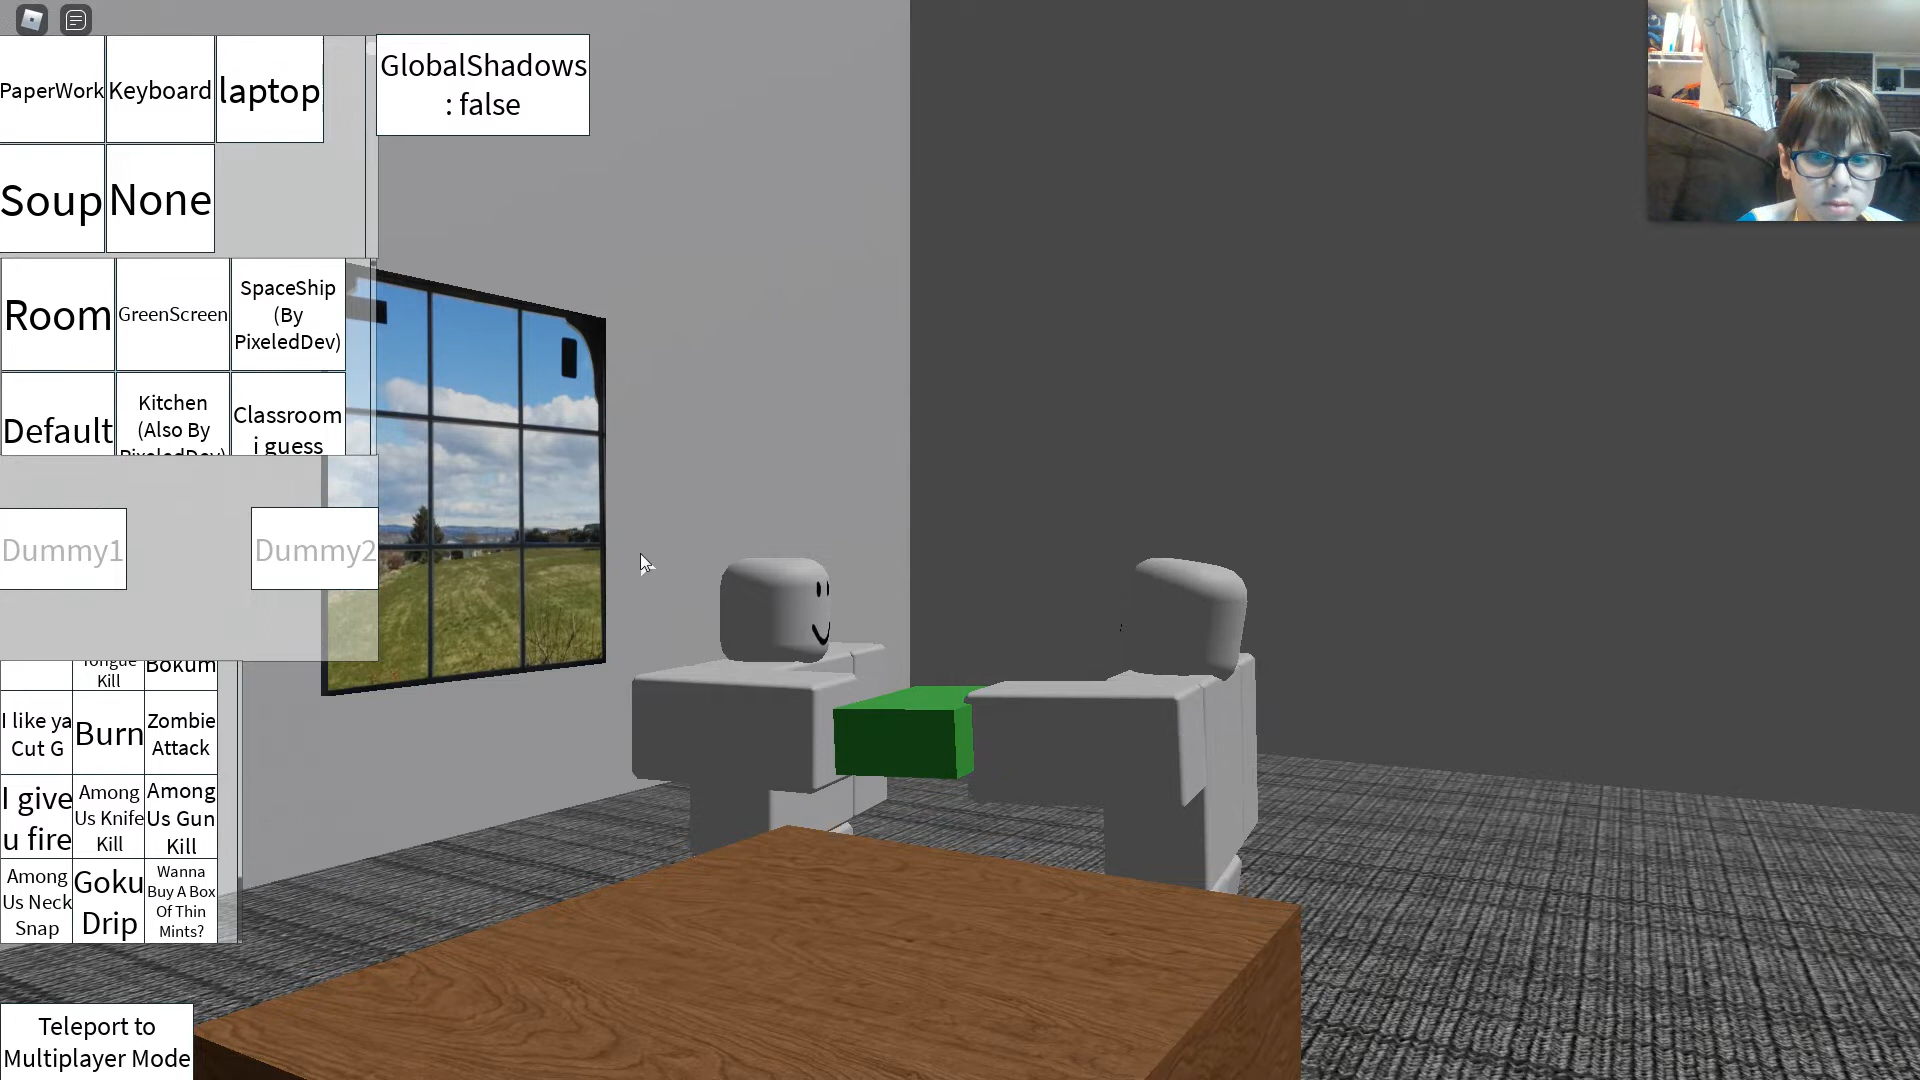 PaperWork
Keyboard
laptop
GlobalShadows
: false
Soup
None
Room
GreenScreen
SpaceShip
(By
PixeledDev)
Default
Kitchen
(Also By
PixeledDev)
Classroom
i guess
Dummy1
Dummy2
Tongue
Kill
Bokum
I like ya
Cut G
Burn
Zombie
Attack
I give
u fire
Among
Us Knife
Kill
Among
Us Gun
Kill
Among
Us Neck
Snap
Goku
Drip
Wanna
Buy A Box
Of Thin
Mints?
Teleport to
Multiplayer Mode